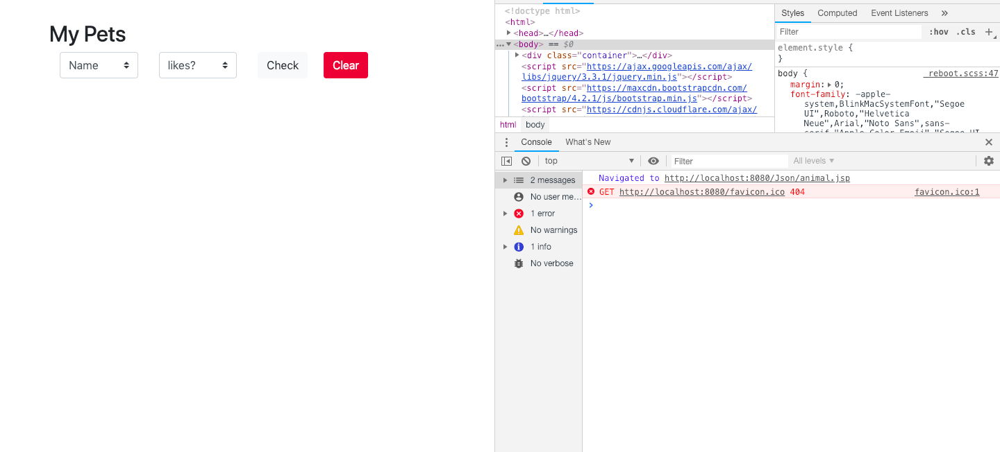 My Pets
Name
likes?
Check
Clear
<!doctype html>
<html>
<head>…</head>
…<body> == $0
<div class="container">…</div>
<script src="https://ajax.googleapis.com/ajax/
libs/jquery/3.3.1/jquery.min.js"></script>
<script src="https://maxcdn.bootstrapcdn.com/
bootstrap/4.2.1/js/bootstrap.min.js"></script>
<script src="https://cdnjs.cloudflare.com/ajax/
html body
Styles Computed Event Listeners »
Filter :hov .cls +
element.style {
}
body { _reboot.scss:47
margin: 0;
font-family: -apple-
system,BlinkMacSystemFont,"Segoe
UI",Roboto,"Helvetica
Neue",Arial,"Noto Sans",sans-
serif,"Apple Color Emoji","Segoe UI
Console What's New
top Filter All levels
2 messages
No user me…
1 error
No warnings
1 info
No verbose
Navigated to http://localhost:8080/Json/animal.jsp
GET http://localhost:8080/favicon.ico 404 favicon.ico:1